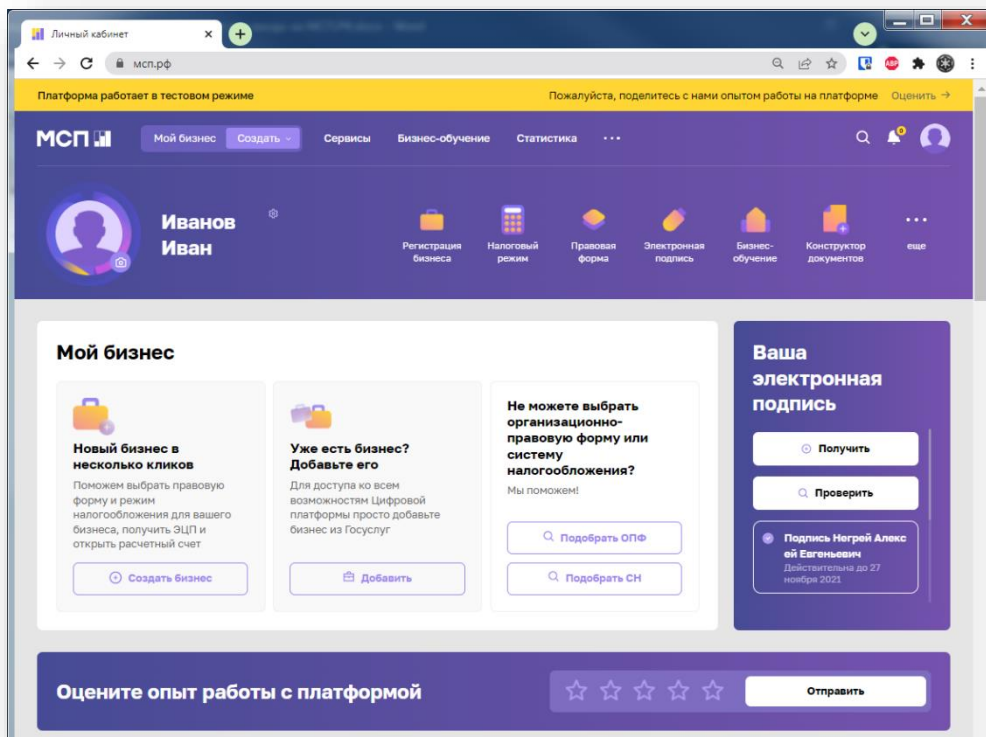 Личный кабинет
мсп.рф
Платформа работает в тестовом режиме
Пожалуйста, поделитесь с нами опытом работы на платформе Оценить →
МСП
Мой бизнес
Создать
Сервисы
Бизнес-обучение
Статистика
0
Иванов
Иван
Регистрация
бизнеса
Налоговый
режим
Правовая
форма
Электронная
подпись
Бизнес-
обучение
Конструктор
документов
еще
Мой бизнес
Новый бизнес в
несколько кликов
Поможем выбрать правовую
форму и режим
налогообложения для вашего
бизнеса, получить ЭЦП и
открыть расчетный счет
Создать бизнес
Уже есть бизнес?
Добавьте его
Для доступа ко всем
возможностям Цифровой
платформы просто добавьте
бизнес из Госуслуг
Добавить
Не можете выбрать
организационно-
правовую форму или
систему
налогообложения?
Мы поможем!
Подобрать ОПФ
Подобрать СН
Ваша
электронная
подпись
Получить
Проверить
Подпись Негрей Алекс
ей Евгеньевич
Действительна до 27
ноября 2021
Оцените опыт работы с платформой
Отправить